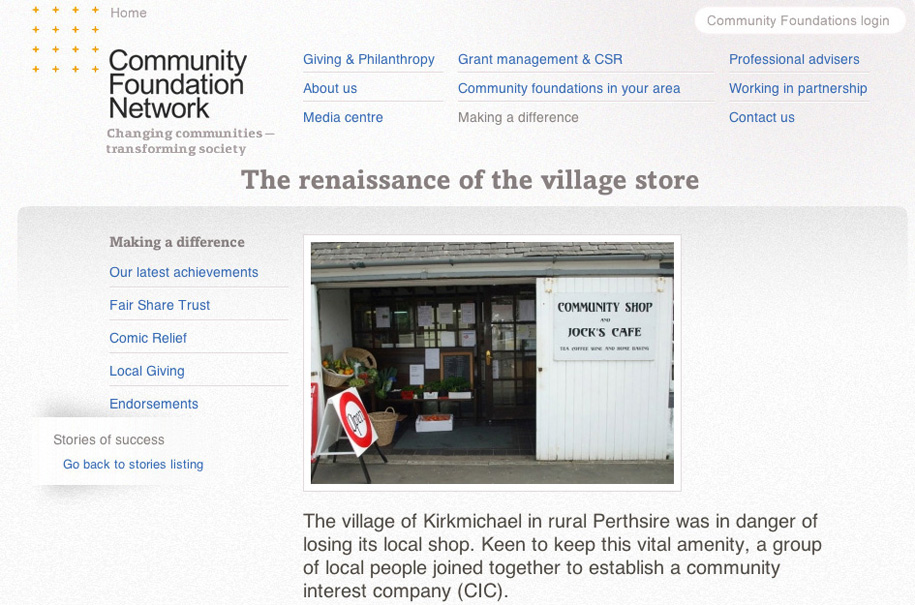 Home
Community Foundations login
Community
Foundation
Network
Changing communities —
transforming society
Giving & Philanthropy
Grant management & CSR
Professional advisers
About us
Community foundations in your area
Working in partnership
Media centre
Making a difference
Contact us
The renaissance of the village store
Making a difference
Our latest achievements
Fair Share Trust
Comic Relief
Local Giving
Endorsements
Stories of success
Go back to stories listing
COMMUNITY SHOP
AND
JOCK'S CAFE
TEA COFFEE WINE AND HOME BAKING
Open
The village of Kirkmichael in rural Perthsire was in danger of
losing its local shop. Keen to keep this vital amenity, a group
of local people joined together to establish a community
interest company (CIC).